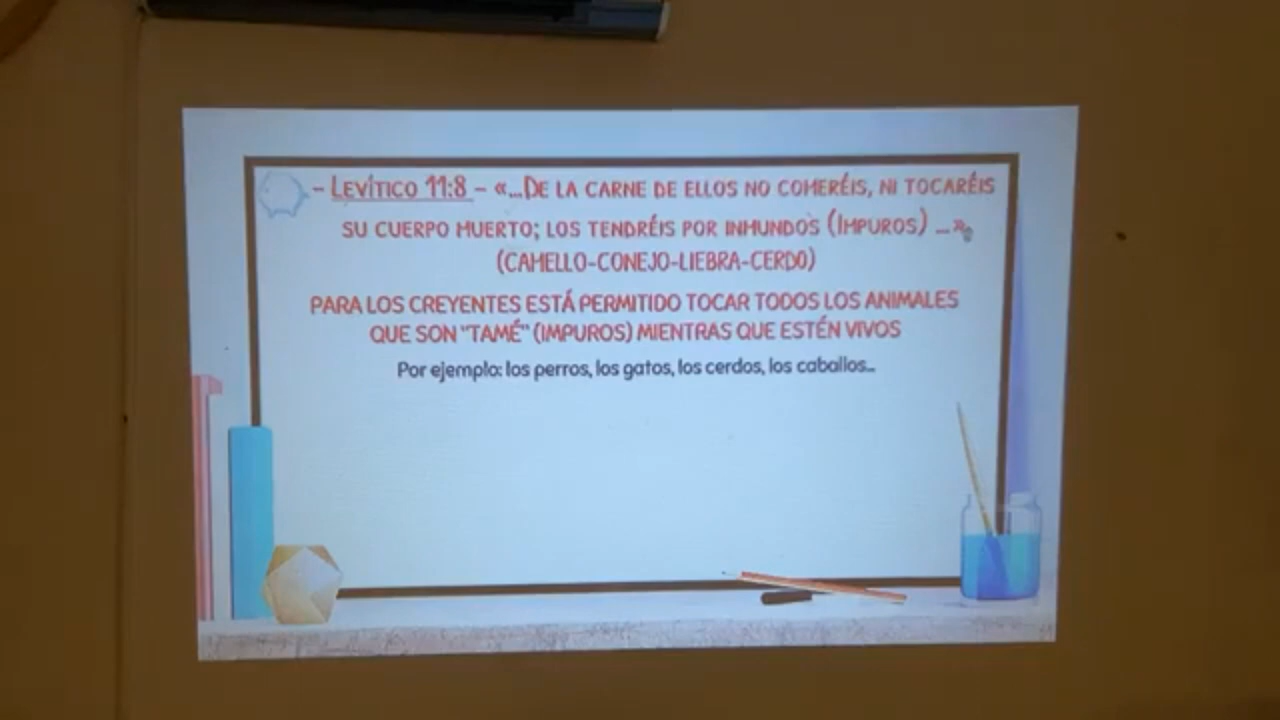 - Levítico 11:8 - «...De la carne de ellos no comeréis, ni tocaréis
su cuerpo muerto; los tendréis por inmundos (Impuros) ...»
(CAMELLO-CONEJO-LIEBRA-CERDO)
PARA LOS CREYENTES ESTÁ PERMITIDO TOCAR TODOS LOS ANIMALES
QUE SON "TAMÉ" (IMPUROS) MIENTRAS QUE ESTÉN VIVOS
Por ejemplo: los perros, los gatos, los cerdos, los caballos...